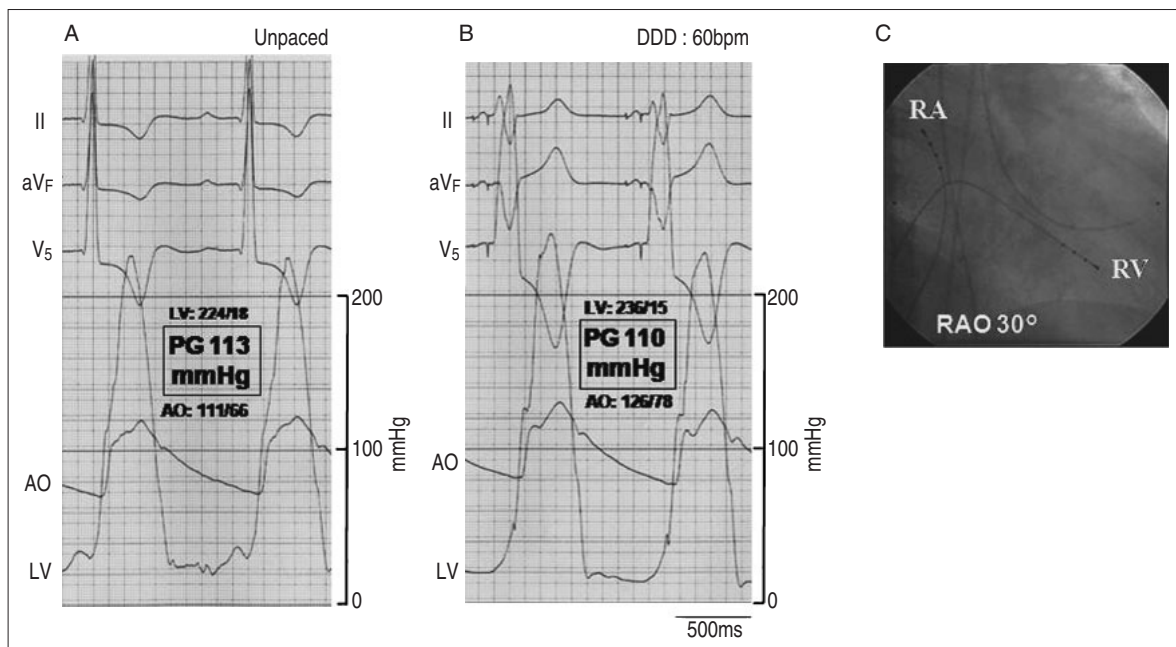 A
Unpaced
II
aVF
V5
LV: 224/18
PG 113
mmHg
AO: 111/66
AO
LV
200
100
0
mmHg
B
DDD : 60bpm
II
aVF
V5
LV: 236/15
PG 110
mmHg
AO: 126/78
AO
LV
200
100
0
mmHg
500ms
C
RA
RV
RAO 30°